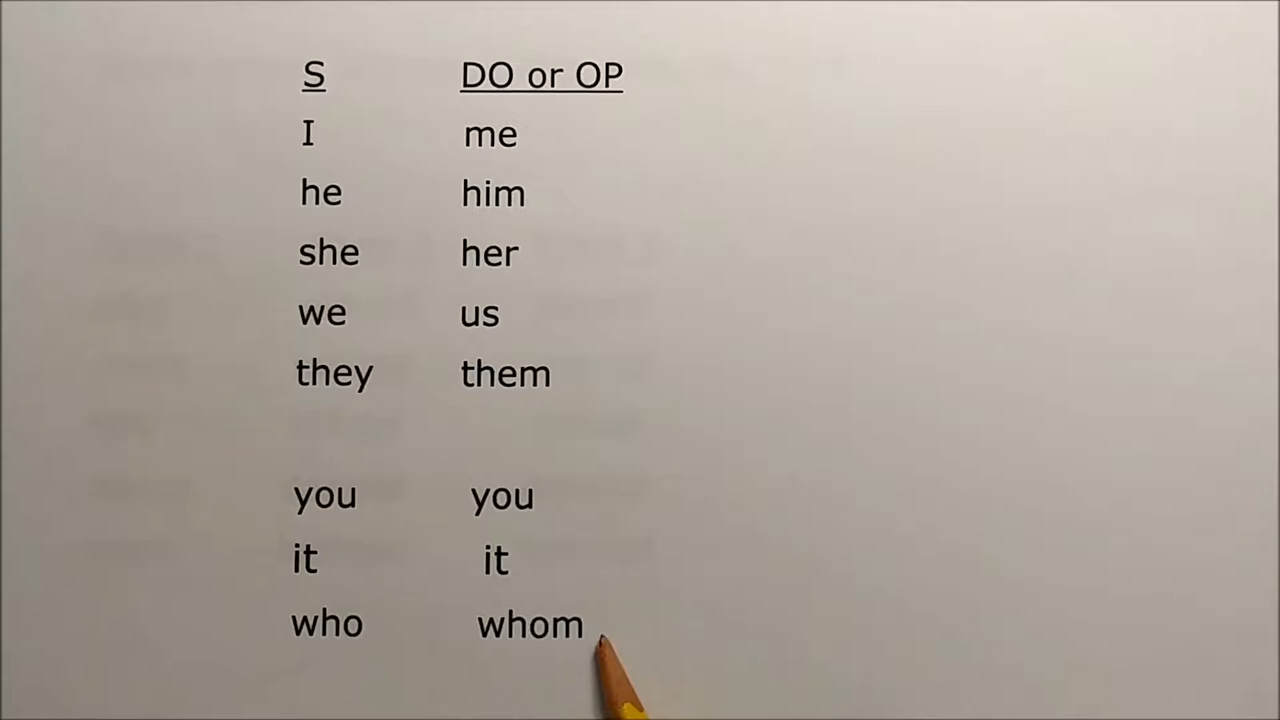 S DO or OP
I me
he him
she her
we us
they them
you you
it it
who whom